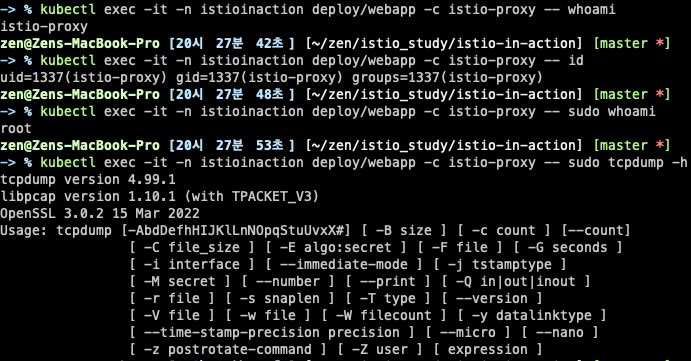 -> % kubectl exec -it -n istioinaction deploy/webapp -c istio-proxy -- whoami
istio-proxy
zen@Zens-MacBook-Pro [20시 27분 42초] [~/zen/istio_study/istio-in-action] [master *]
-> % kubectl exec -it -n istioinaction deploy/webapp -c istio-proxy -- id
uid=1337(istio-proxy) gid=1337(istio-proxy) groups=1337(istio-proxy)
zen@Zens-MacBook-Pro [20시 27분 48초] [~/zen/istio_study/istio-in-action] [master *]
-> % kubectl exec -it -n istioinaction deploy/webapp -c istio-proxy -- sudo whoami
root
zen@Zens-MacBook-Pro [20시 27분 53초] [~/zen/istio_study/istio-in-action] [master *]
-> % kubectl exec -it -n istioinaction deploy/webapp -c istio-proxy -- sudo tcpdump -h
tcpdump version 4.99.1
libpcap version 1.10.1 (with TPACKET_V3)
OpenSSL 3.0.2 15 Mar 2022
Usage: tcpdump [-AbdDefhHIJKlLnNOpqStuUvxX#] [ -B size ] [ -c count ] [--count]
[ -C file_size ] [ -E algo:secret ] [ -F file ] [ -G seconds ]
[ -i interface ] [ --immediate-mode ] [ -j tstamptype ]
[ -M secret ] [ --number ] [ --print ] [ -Q in|out|inout ]
[ -r file ] [ -s snaplen ] [ -T type ] [ --version ]
[ -V file ] [ -w file ] [ -W filecount ] [ -y datalinktype ]
[ --time-stamp-precision precision ] [ --micro ] [ --nano ]
[ -z postrotate-command ] [ -Z user ] [ expression ]